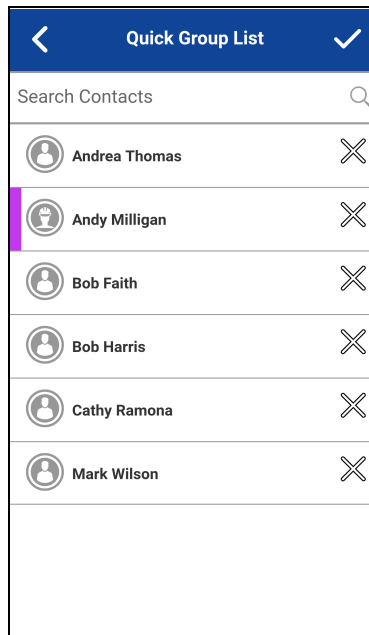 Quick Group List
Search Contacts
Andrea Thomas
Andy Milligan
Bob Faith
Bob Harris
Cathy Ramona
Mark Wilson